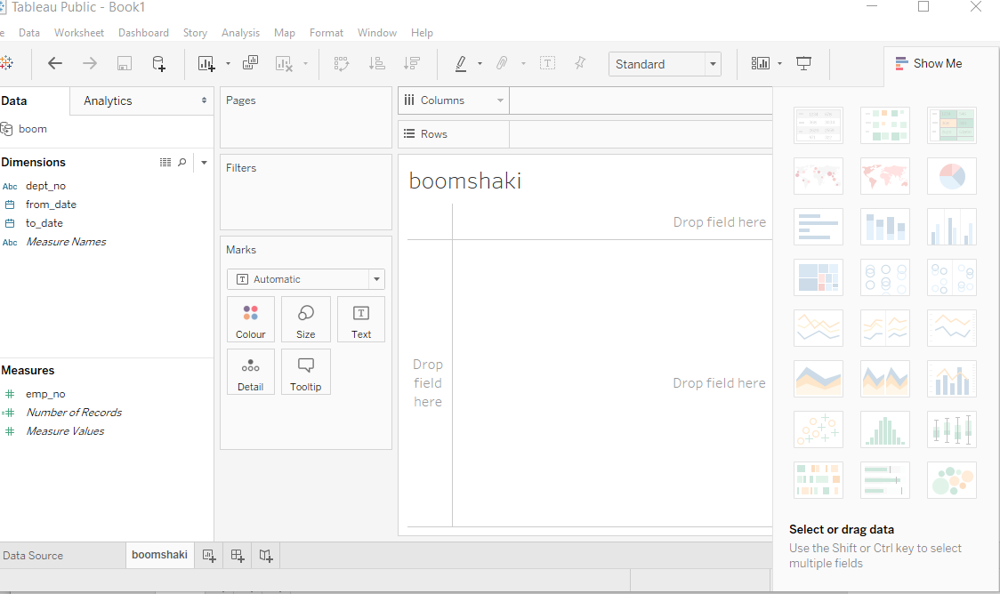 Tableau Public - Book1
e Data Worksheet Dashboard Story Analysis Map Format Window Help
Standard
Show Me
Data Analytics
boom
Dimensions
Abc dept_no
from_date
to_date
Abc Measure Names
Measures
emp_no
Number of Records
Measure Values
Pages
Filters
Marks
T Automatic
Colour Size T Text
Detail Tooltip
Columns
Rows
boomshaki
Drop field here
Drop
field
here
Drop field here
Select or drag data
Use the Shift or Ctrl key to select
multiple fields
Data Source boomshaki